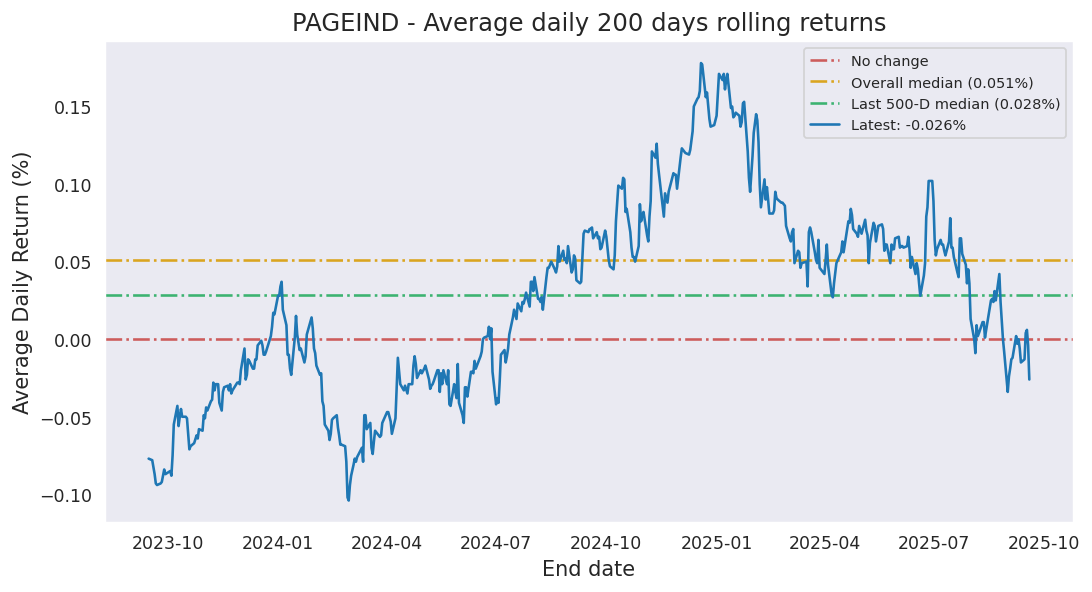 PAGEIND - Average daily 200 days rolling returns
No change
Overall median (0.051%)
Last 500-D median (0.028%)
Latest: -0.026%
Average Daily Return (%)
0.15
0.10
0.05
0.00
−0.05
−0.10
2023-10 2024-01 2024-04 2024-07 2024-10 2025-01 2025-04 2025-07 2025-10
End date